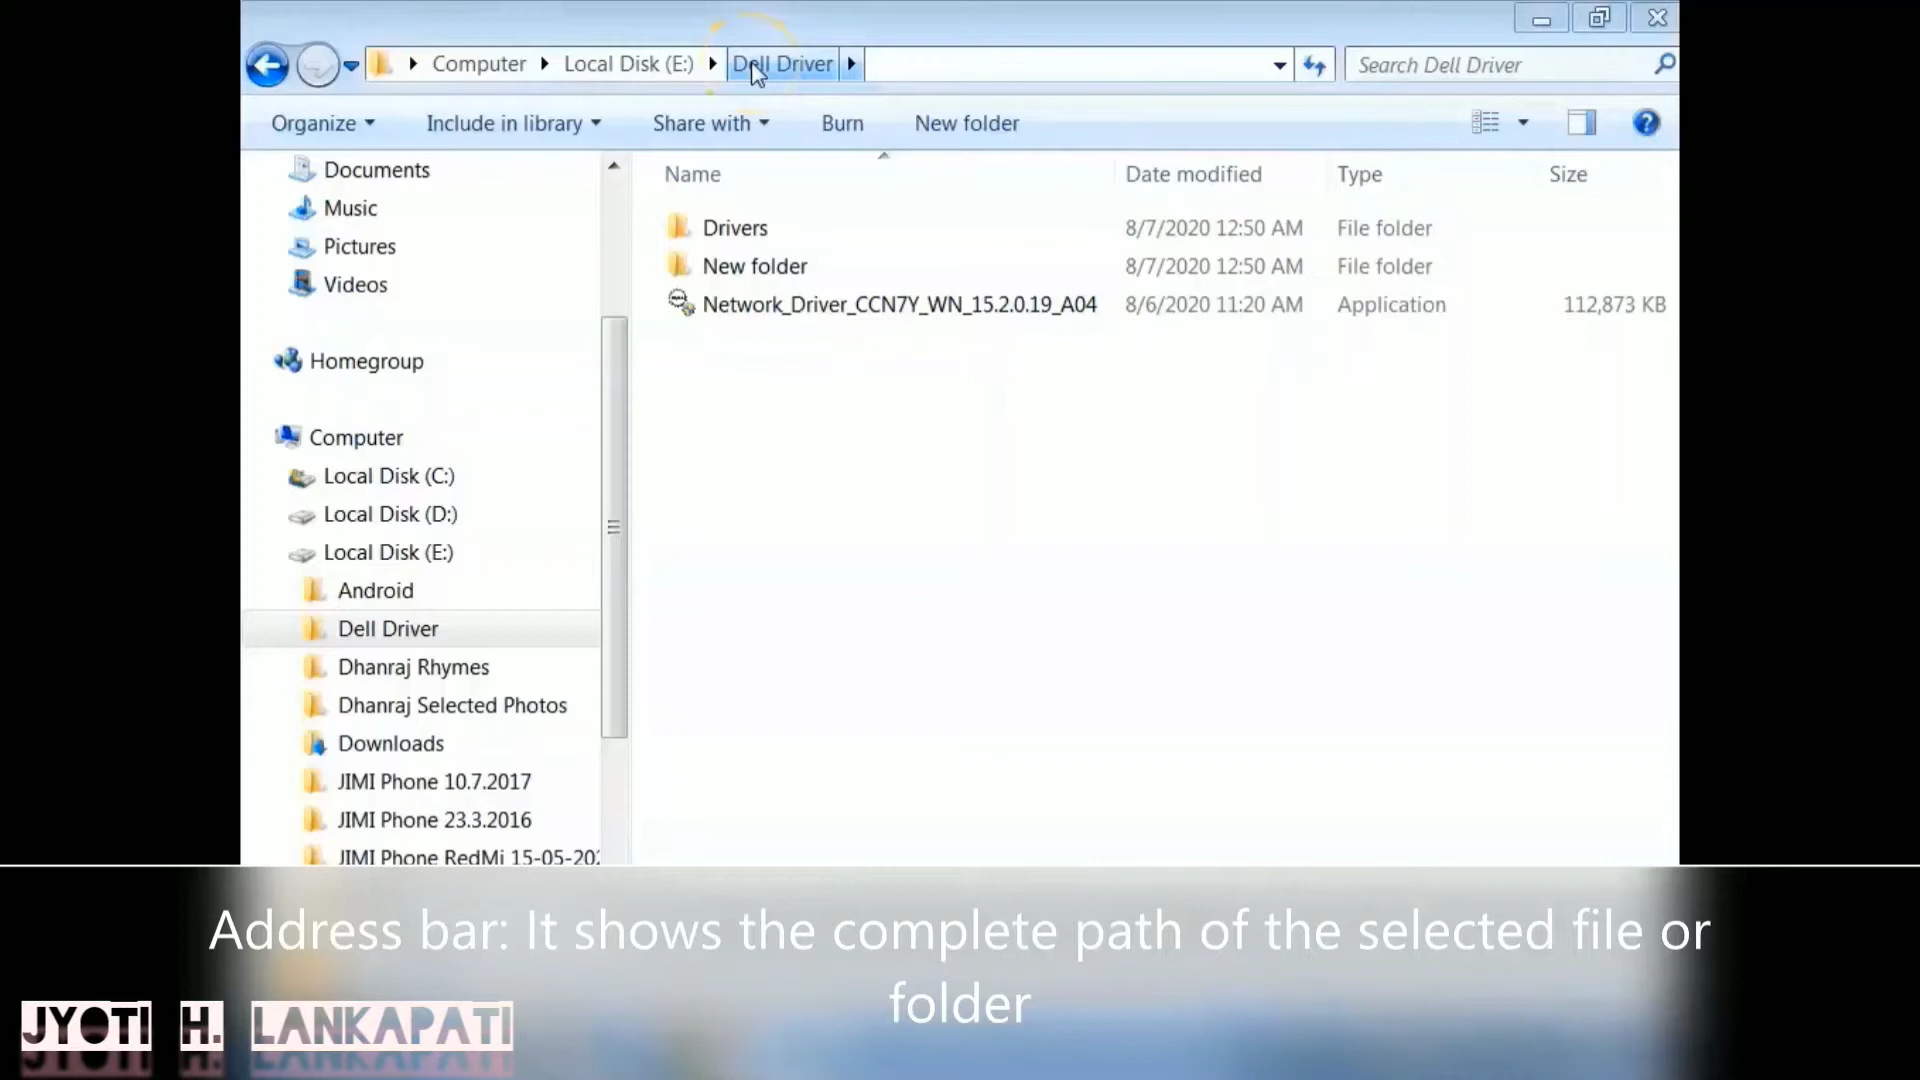 Computer Local Disk (E:) Dell Driver
Search Dell Driver
Organize Include in library Share with Burn New folder
Name Date modified Type Size
Drivers 8/7/2020 12:50 AM File folder
New folder 8/7/2020 12:50 AM File folder
Network_Driver_CCN7Y_WN_15.2.0.19_A04 8/6/2020 11:20 AM Application 112,873 KB
Documents
Music
Pictures
Videos
Homegroup
Computer
Local Disk (C:)
Local Disk (D:)
Local Disk (E:)
Android
Dell Driver
Dhanraj Rhymes
Dhanraj Selected Photos
Downloads
JIMI Phone 10.7.2017
JIMI Phone 23.3.2016
JIMI Phone RedMi 15-05-202
Address bar: It shows the complete path of the selected file or
folder
JYOTI H. LANKAPATI